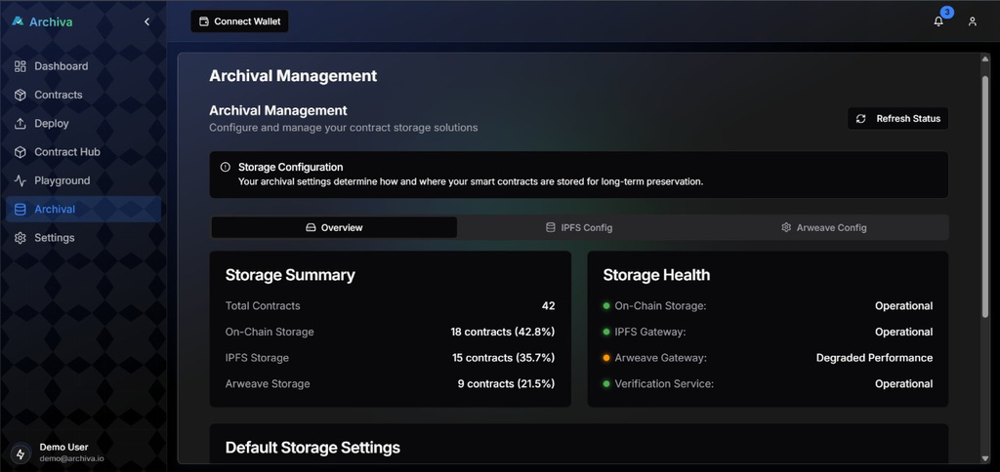 Archiva
Connect Wallet
3
Dashboard
Contracts
Deploy
Contract Hub
Playground
Archival
Settings
Demo User
demo@archiva.io
Archival Management
Archival Management
Configure and manage your contract storage solutions
Refresh Status
Storage Configuration
Your archival settings determine how and where your smart contracts are stored for long-term preservation.
Overview
IPFS Config
Arweave Config
Storage Summary
Total Contracts 42
On-Chain Storage 18 contracts (42.8%)
IPFS Storage 15 contracts (35.7%)
Arweave Storage 9 contracts (21.5%)
Storage Health
On-Chain Storage: Operational
IPFS Gateway: Operational
Arweave Gateway: Degraded Performance
Verification Service: Operational
Default Storage Settings